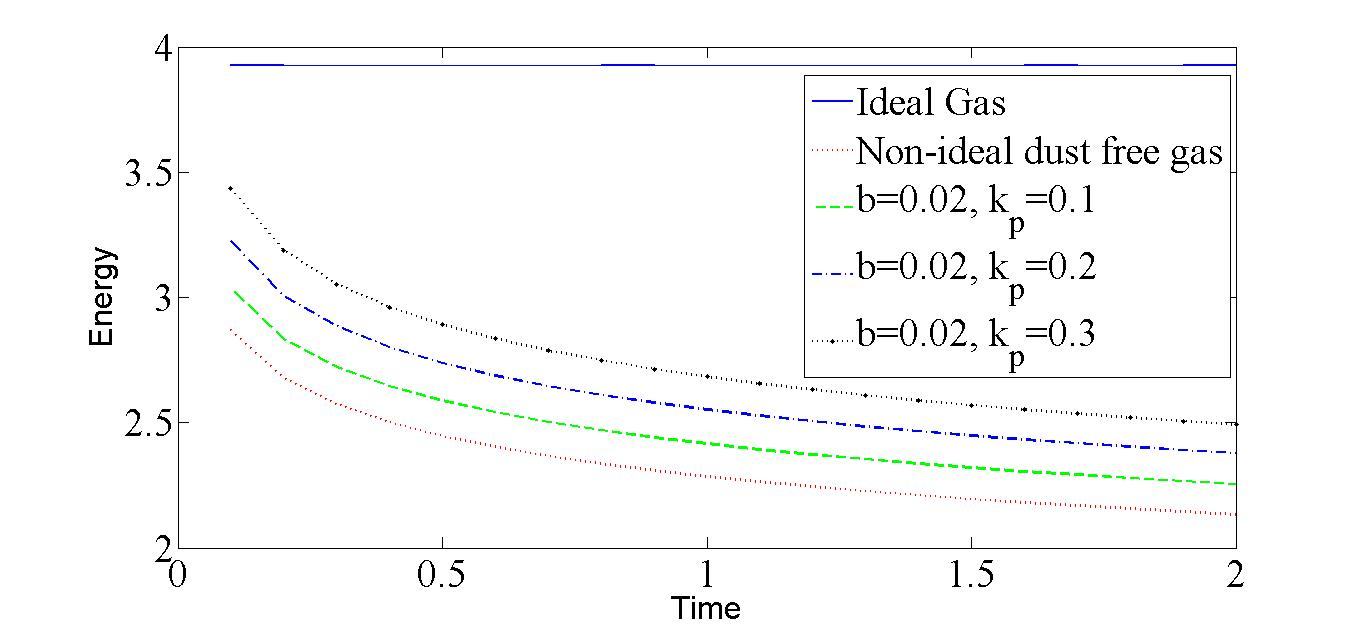 4
3.5
3
2.5
2
Energy
Ideal Gas
Non-ideal dust free gas
b=0.02, kp=0.1
b=0.02, kp=0.2
b=0.02, kp=0.3
0 0.5 1 1.5 2
Time